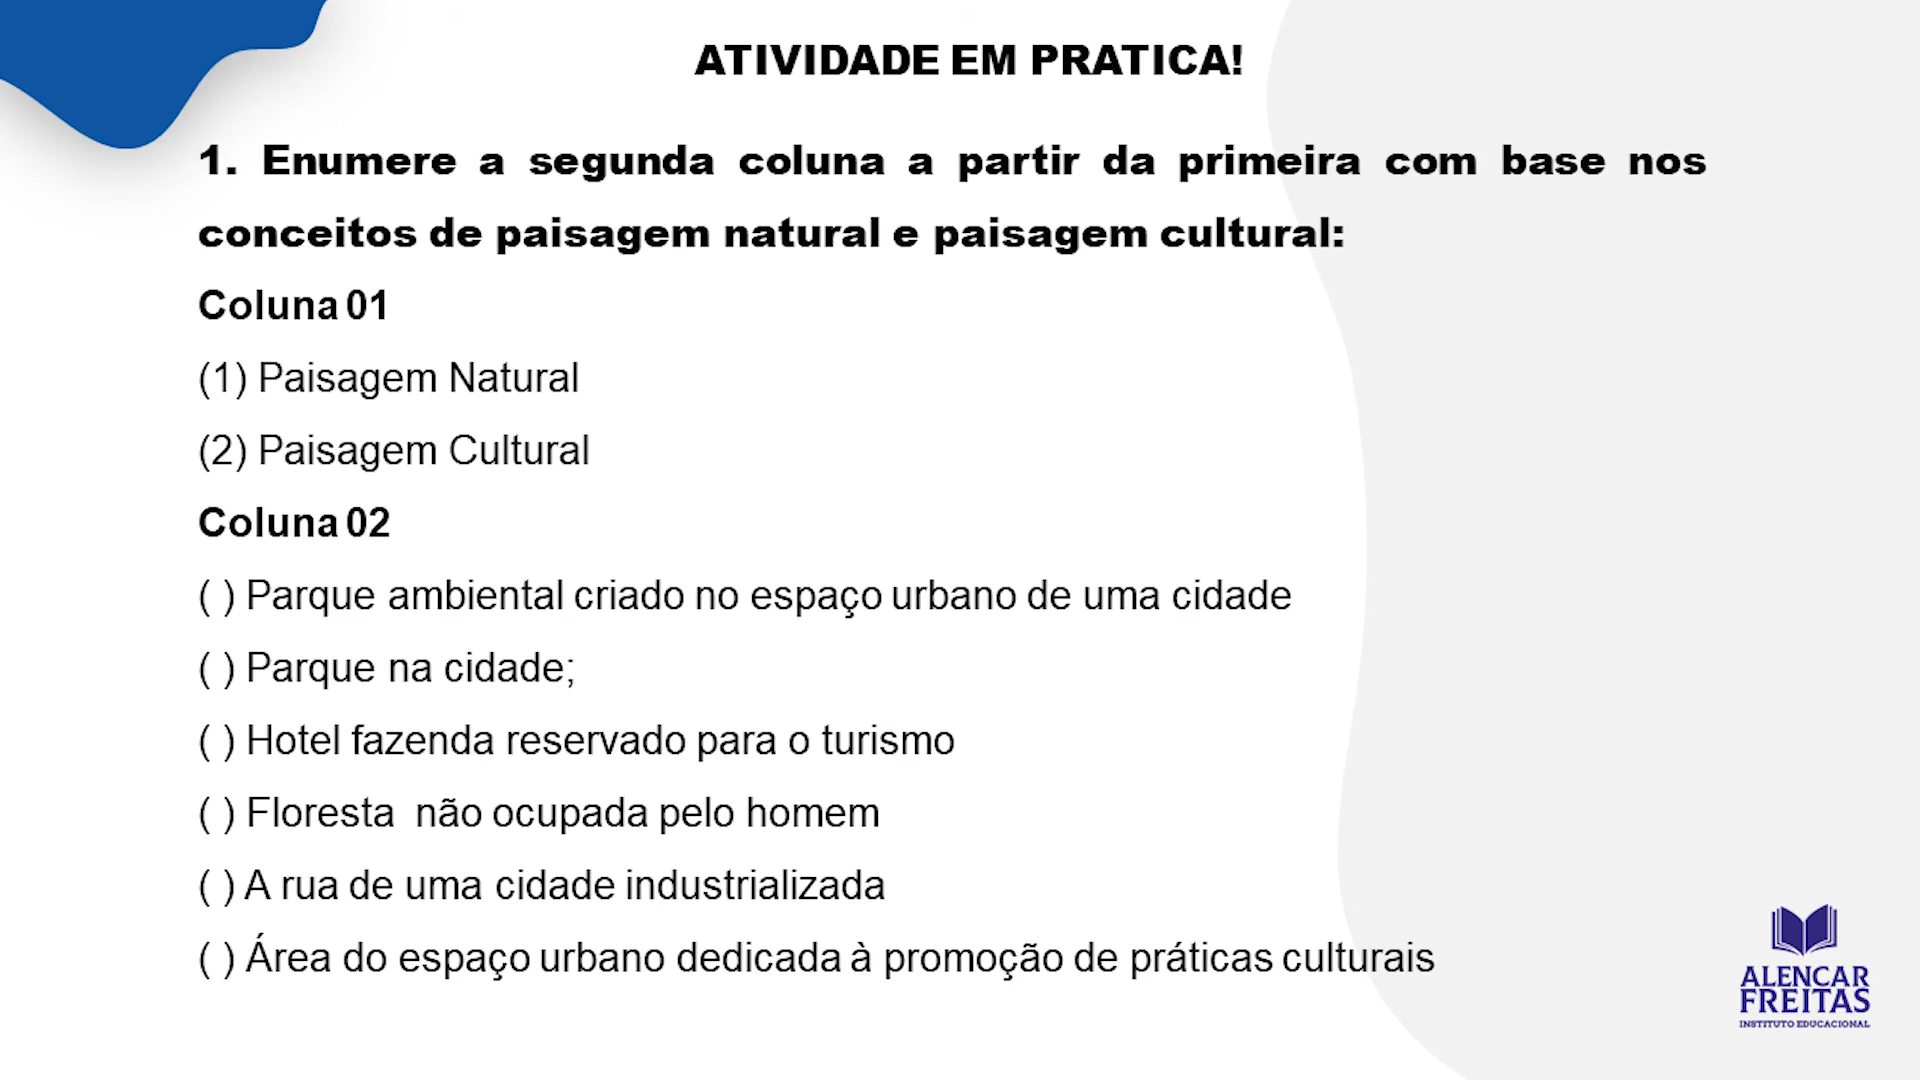 ATIVIDADE EM PRATICA!
1. Enumere a segunda coluna a partir da primeira com base nos
conceitos de paisagem natural e paisagem cultural:
Coluna 01
(1) Paisagem Natural
(2) Paisagem Cultural
Coluna 02
( ) Parque ambiental criado no espaço urbano de uma cidade
( ) Parque na cidade;
( ) Hotel fazenda reservado para o turismo
( ) Floresta  não ocupada pelo homem
( ) A rua de uma cidade industrializada
( ) Área do espaço urbano dedicada à promoção de práticas culturais
ALENCAR
FREITAS
INSTITUTO EDUCACIONAL